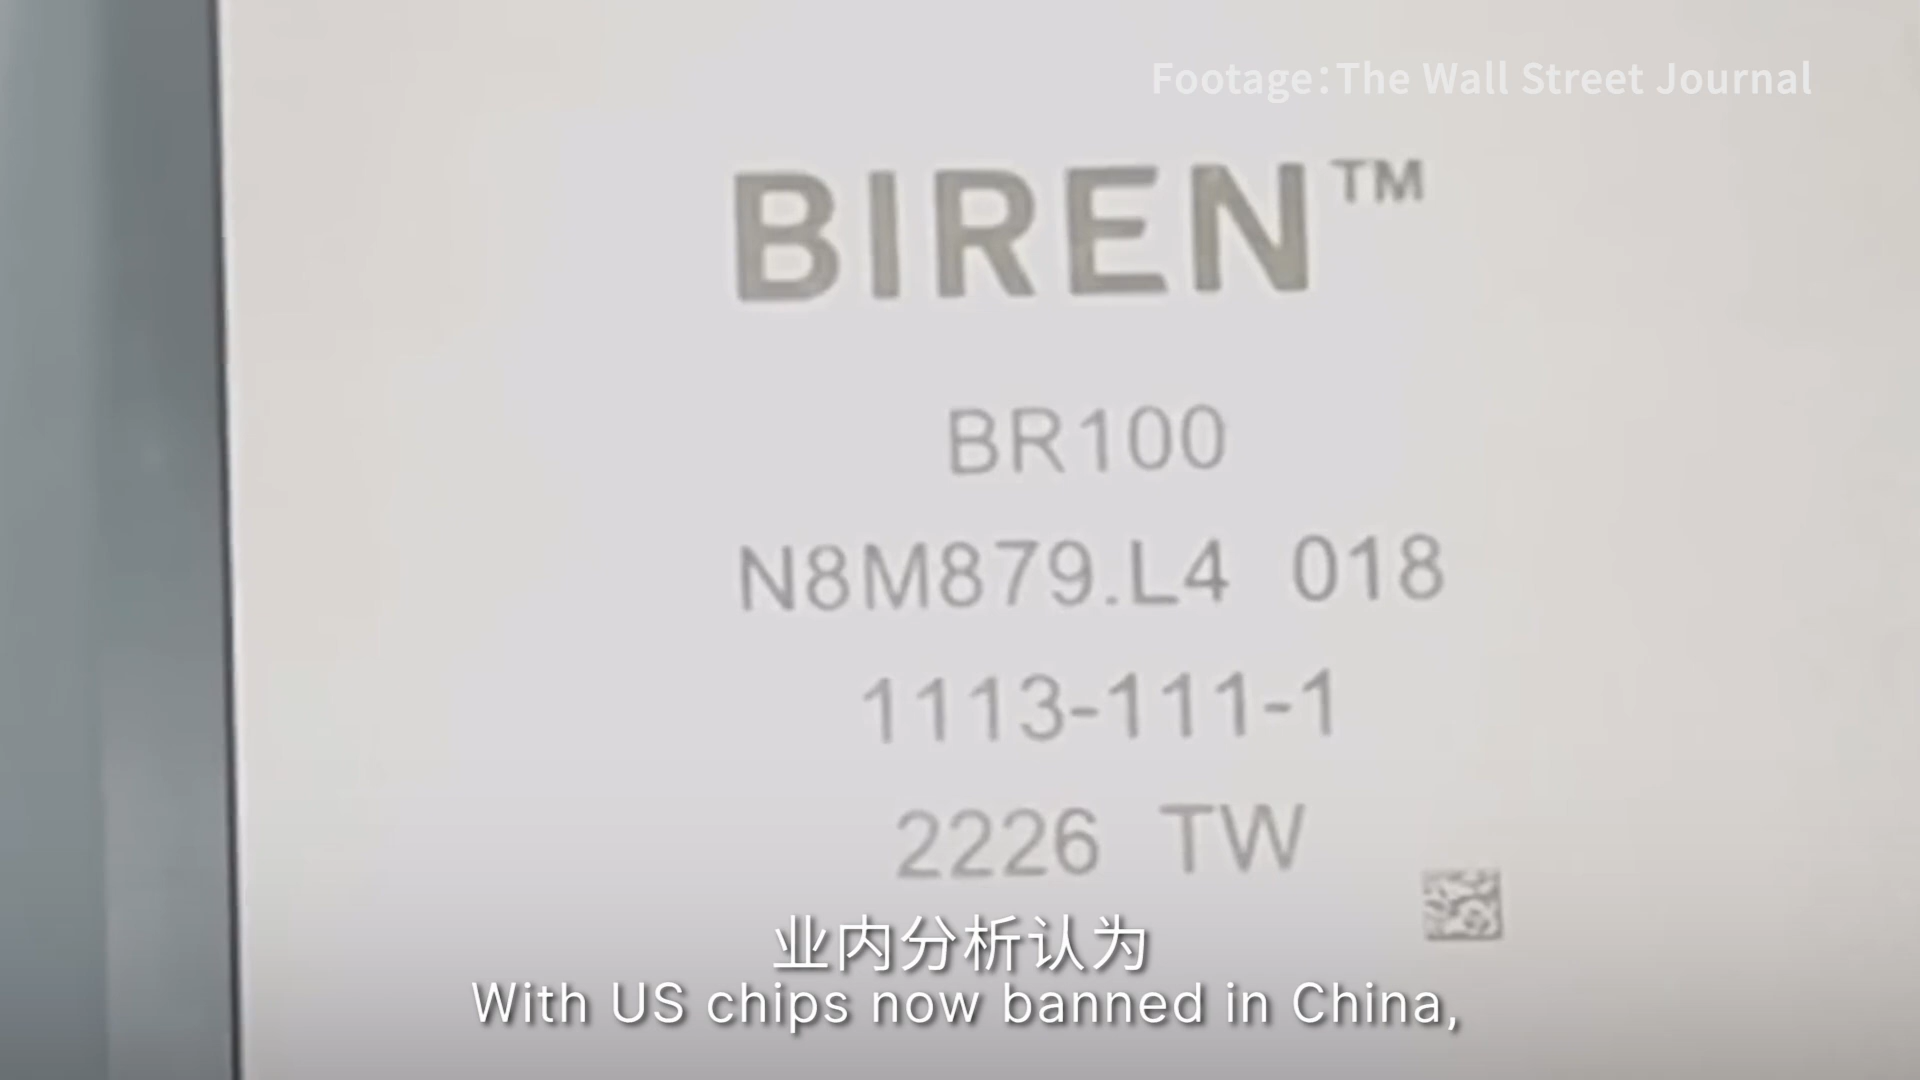 Footage：The Wall Street Journal
BIREN™
BR100
N8M879.L4 018
1113-111-1
2226 TW
业内分析认为
With US chips now banned in China,